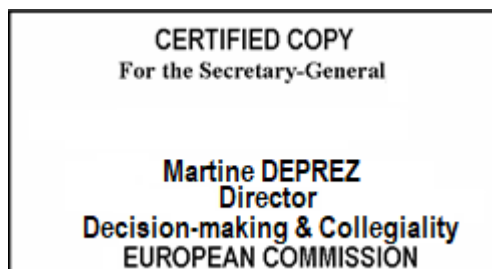 CERTIFIED COPY
For the Secretary-General
Martine DEPREZ
Director
Decision-making & Collegiality
EUROPEAN COMMISSION